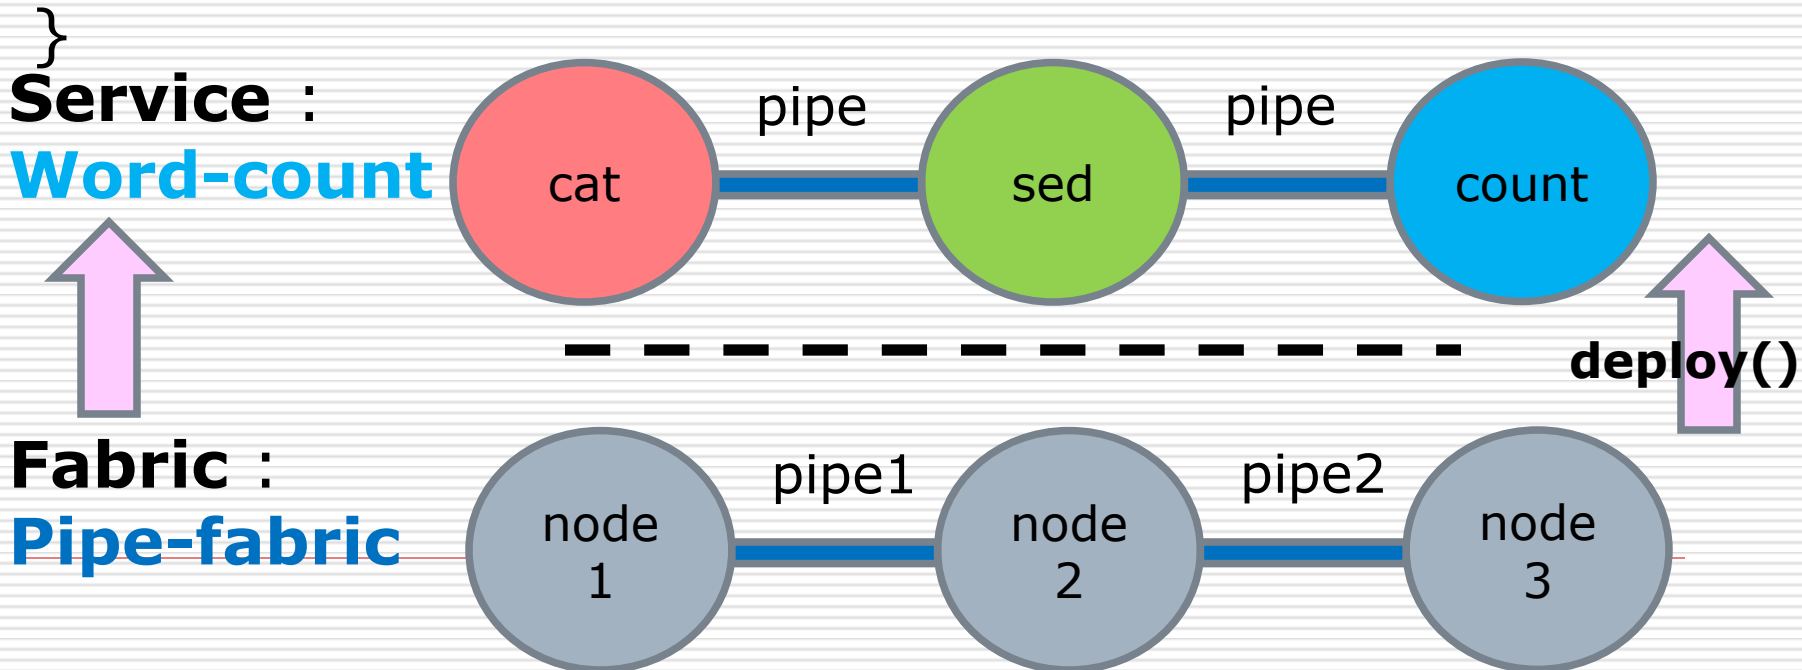 }
Service :
Word-count
cat
pipe
sed
pipe
count
deploy()
Fabric :
Pipe-fabric
node
1
pipe1
node
2
pipe2
node
3